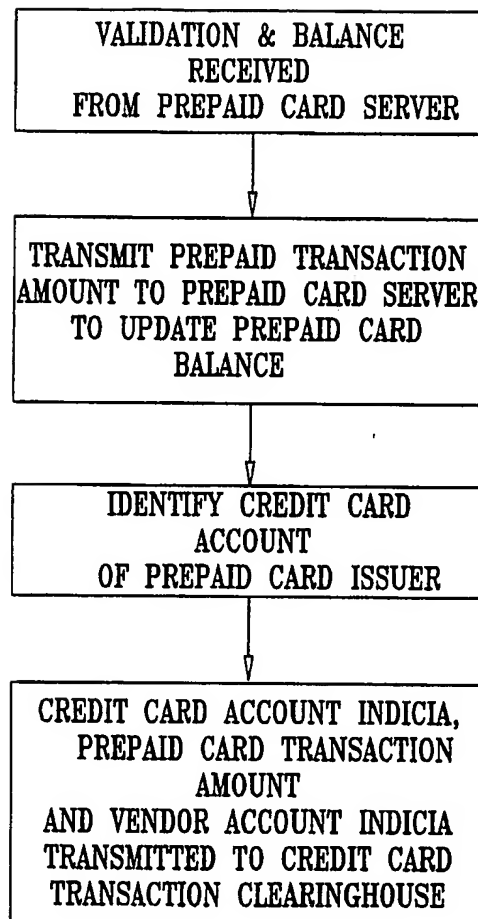 VALIDATION & BALANCE
RECEIVED
FROM PREPAID CARD SERVER
TRANSMIT PREPAID TRANSACTION
AMOUNT TO PREPAID CARD SERVER
TO UPDATE PREPAID CARD
BALANCE
IDENTIFY CREDIT CARD
ACCOUNT
OF PREPAID CARD ISSUER
CREDIT CARD ACCOUNT INDICIA,
PREPAID CARD TRANSACTION
AMOUNT
AND VENDOR ACCOUNT INDICIA
TRANSMITTED TO CREDIT CARD
TRANSACTION CLEARINGHOUSE